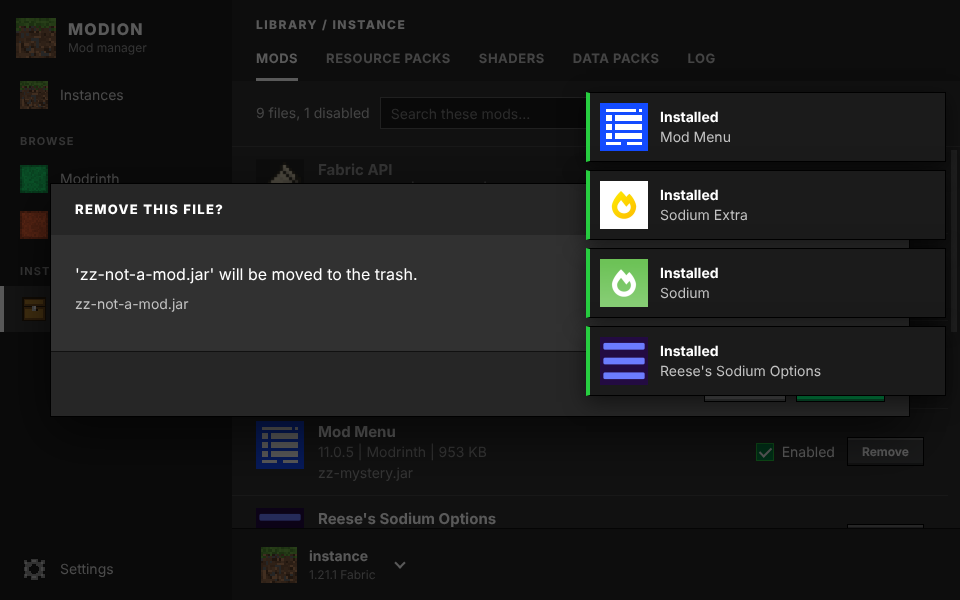 MODION
Mod manager
Instances
BROWSE
Modrinth
INST
Settings
LIBRARY / INSTANCE
MODS RESOURCE PACKS SHADERS DATA PACKS LOG
9 files, 1 disabled
Search these mods...
Fabric API
REMOVE THIS FILE?
'zz-not-a-mod.jar' will be moved to the trash.
zz-not-a-mod.jar
Installed
Mod Menu
Installed
Sodium Extra
Installed
Sodium
Installed
Reese's Sodium Options
Mod Menu
11.0.5 | Modrinth | 953 KB
zz-mystery.jar
Enabled
Remove
Reese's Sodium Options
instance
1.21.1 Fabric